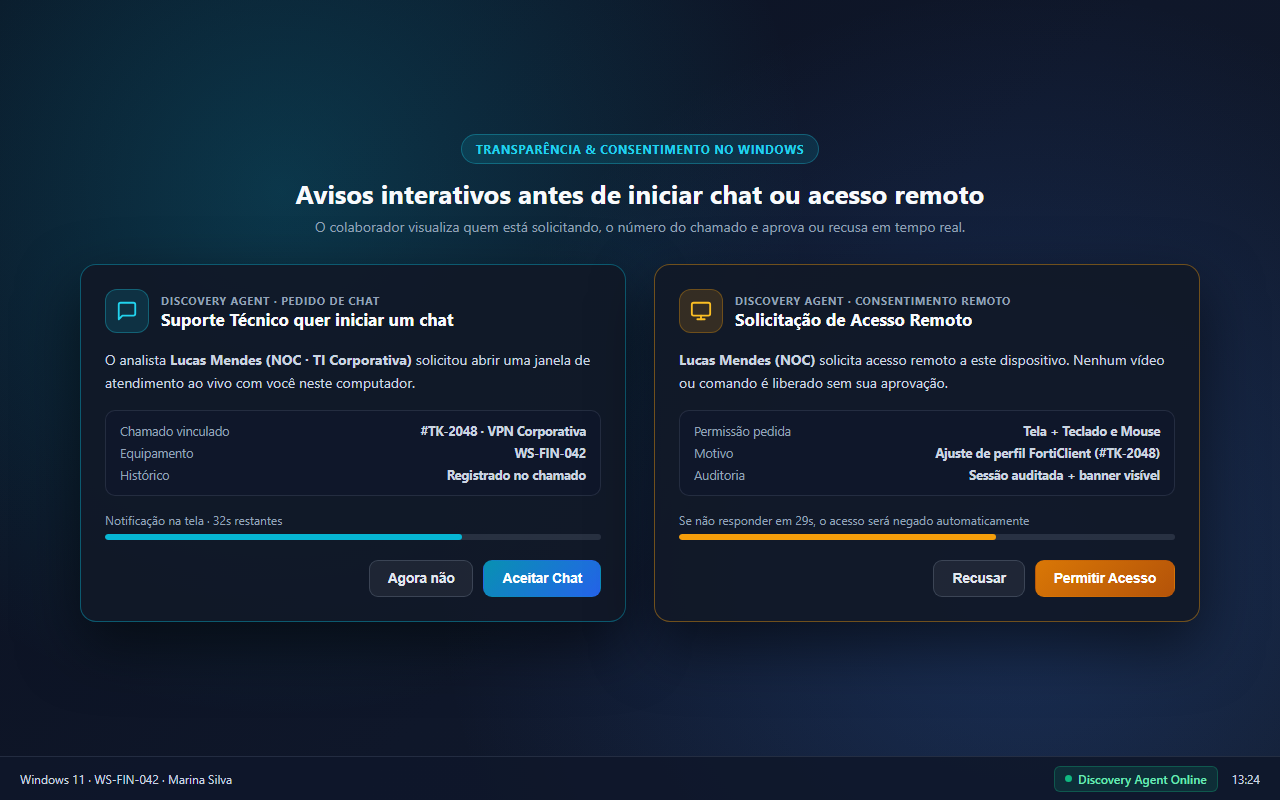 TRANSPARÊNCIA & CONSENTIMENTO NO WINDOWS
Avisos interativos antes de iniciar chat ou acesso remoto
O colaborador visualiza quem está solicitando, o número do chamado e aprova ou recusa em tempo real.
DISCOVERY AGENT · PEDIDO DE CHAT
Suporte Técnico quer iniciar um chat
O analista Lucas Mendes (NOC · TI Corporativa) solicitou abrir uma janela de
atendimento ao vivo com você neste computador.
Chamado vinculado #TK-2048 · VPN Corporativa
Equipamento WS-FIN-042
Histórico Registrado no chamado
Notificação na tela · 32s restantes
Agora não Aceitar Chat
DISCOVERY AGENT · CONSENTIMENTO REMOTO
Solicitação de Acesso Remoto
Lucas Mendes (NOC) solicita acesso remoto a este dispositivo. Nenhum vídeo
ou comando é liberado sem sua aprovação.
Permissão pedida Tela + Teclado e Mouse
Motivo Ajuste de perfil FortiClient (#TK-2048)
Auditoria Sessão auditada + banner visível
Se não responder em 29s, o acesso será negado automaticamente
Recusar Permitir Acesso
Windows 11 · WS-FIN-042 · Marina Silva
Discovery Agent Online 13:24